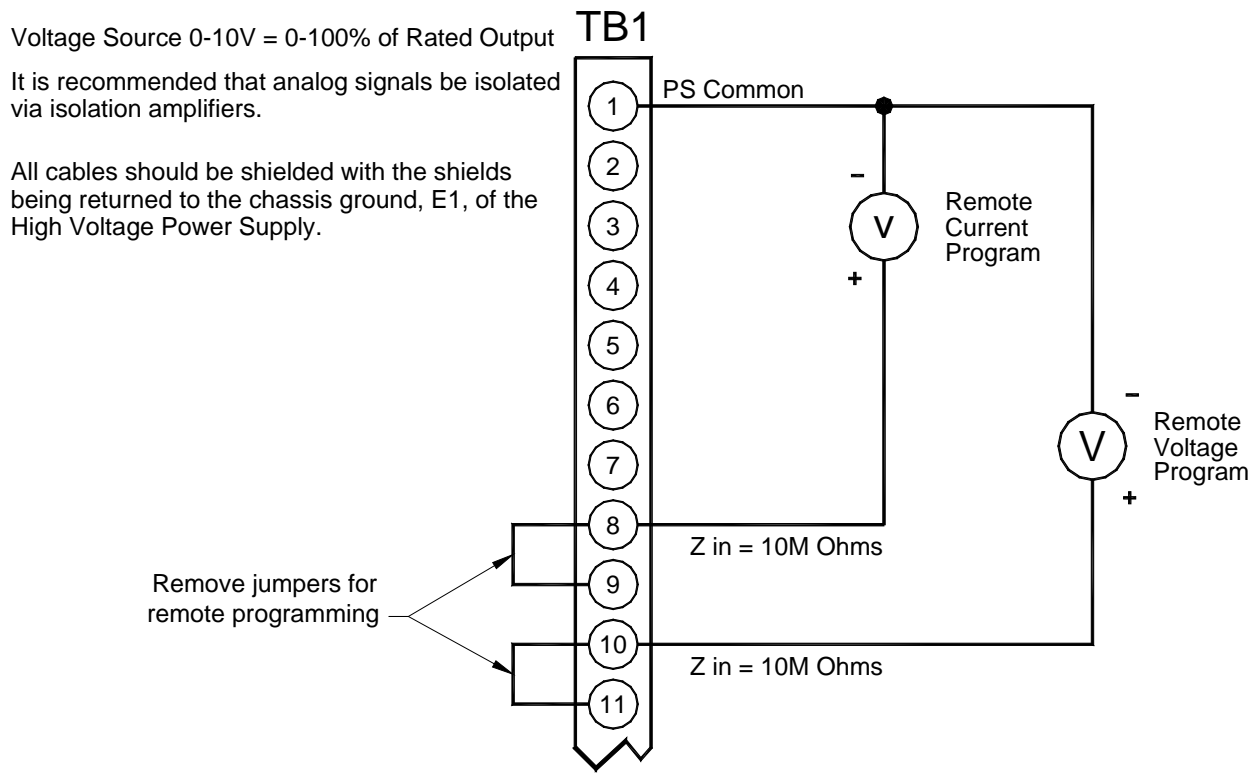 Voltage Source 0-10V = 0-100% of Rated Output
It is recommended that analog signals be isolated
via isolation amplifiers.
All cables should be shielded with the shields
being returned to the chassis ground, E1, of the
High Voltage Power Supply.
TB1
1
PS Common
2
3
4
5
6
7
8
9
10
11
-
V
+
Remote
Current
Program
-
V
+
Remote
Voltage
Program
Z in = 10M Ohms
Z in = 10M Ohms
Remove jumpers for
remote programming